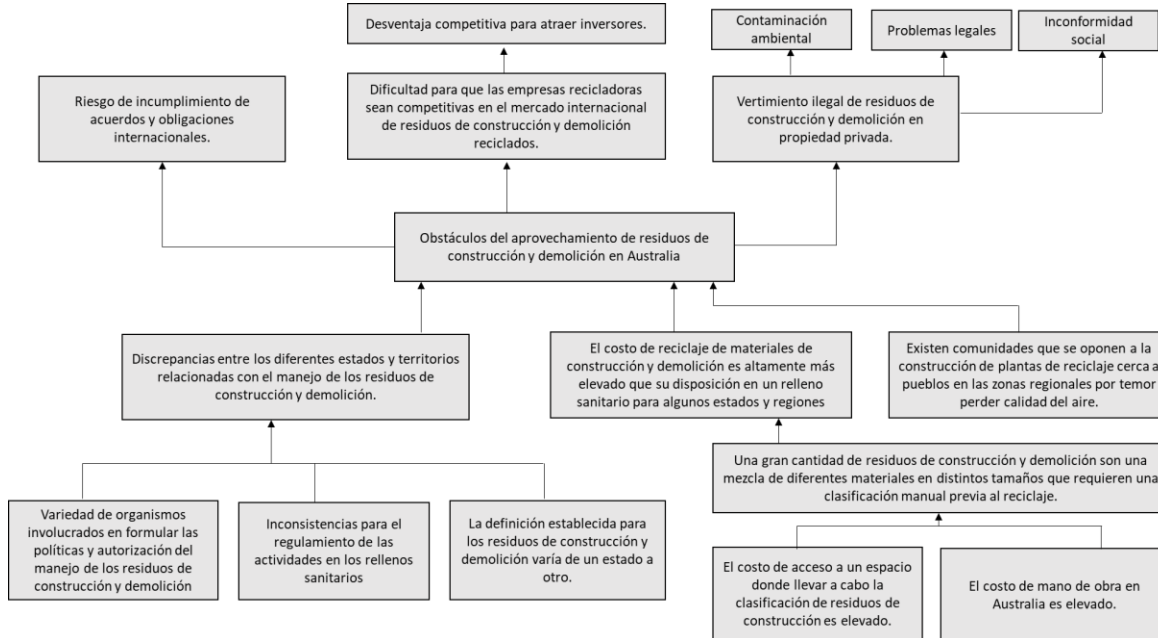 Desventaja competitiva para atraer inversores.
Contaminación
ambiental
Problemas legales
Inconformidad
social
Riesgo de incumplimiento de
acuerdos y obligaciones
internacionales.
Dificultad para que las empresas recicladoras
sean competitivas en el mercado internacional
de residuos de construcción y demolición
reciclados.
Vertimiento ilegal de residuos de
construcción y demolición en
propiedad privada.
Obstáculos del aprovechamiento de residuos de
construcción y demolición en Australia
Discrepancias entre los diferentes estados y territorios
relacionadas con el manejo de los residuos de
construcción y demolición.
El costo de reciclaje de materiales de
construcción y demolición es altamente más
elevado que su disposición en un relleno
sanitario para algunos estados y regiones
Existen comunidades que se oponen a la
construcción de plantas de reciclaje cerca a
pueblos en las zonas regionales por temor
perder calidad del aire.
Una gran cantidad de residuos de construcción y demolición son una
mezcla de diferentes materiales en distintos tamaños que requieren una
clasificación manual previa al reciclaje.
Variedad de organismos
involucrados en formular las
políticas y autorización del
manejo de los residuos de
construcción y demolición
Inconsistencias para el
regulamiento de las
actividades en los rellenos
sanitarios
La definición establecida para
los residuos de construcción y
demolición varía de un estado a
otro.
El costo de acceso a un espacio
donde llevar a cabo la
clasificación de residuos de
construcción es elevado.
El costo de mano de obra en
Australia es elevado.